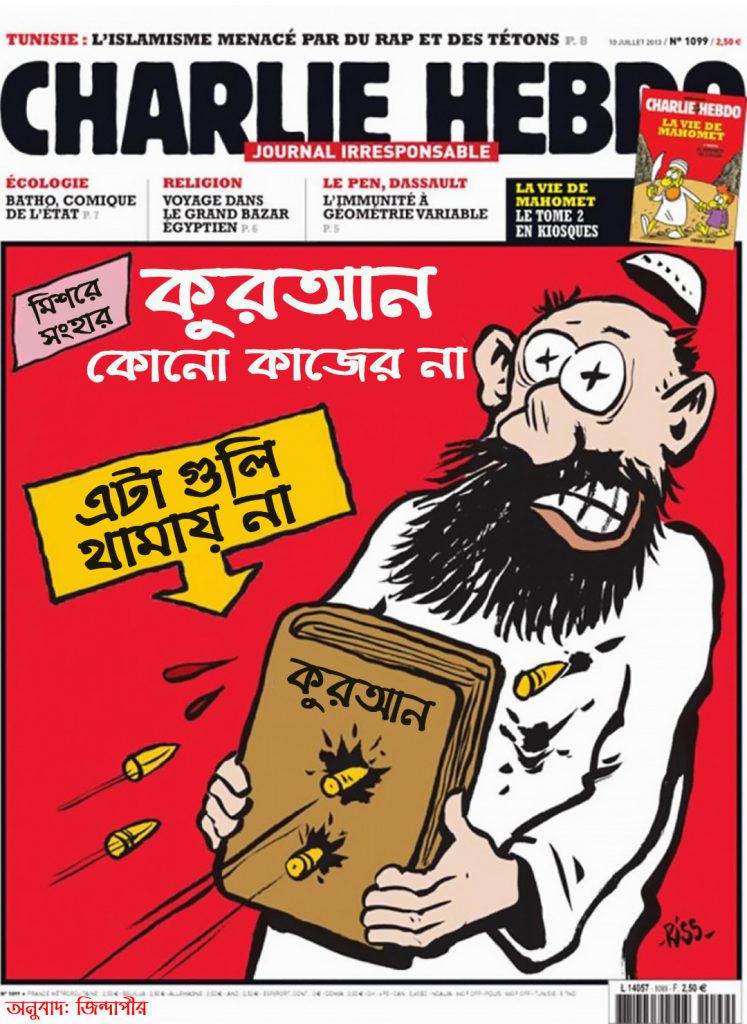 TUNISIE : L'ISLAMISME MENACÉ PAR DU RAP ET DES TÉTONS P. 8
10 JUILLET 2013 / N° 1099 / 2,50 €
CHARLIE HEBDO
JOURNAL IRRESPONSABLE
CHARLIE HEBDO
LA VIE DE
MAHOMET
ÉCOLOGIE
BATHO, COMIQUE
DE L'ÉTAT P. 7
RELIGION
VOYAGE DANS
LE GRAND BAZAR
ÉGYPTIEN P. 6
LE PEN, DASSAULT
L'IMMUNITÉ À
GÉOMÉTRIE VARIABLE
P. 5
LA VIE DE
MAHOMET
LE TOME 2
EN KIOSQUES
মিশরে
সংহার
কুরআন
কোনো কাজের না
এটা গুলি
থামায় না
কুরআন
RISS
N° 1099
L 14057 - 1099 - F: 2,50 €
অনুবাদ: জিন্দাপীর